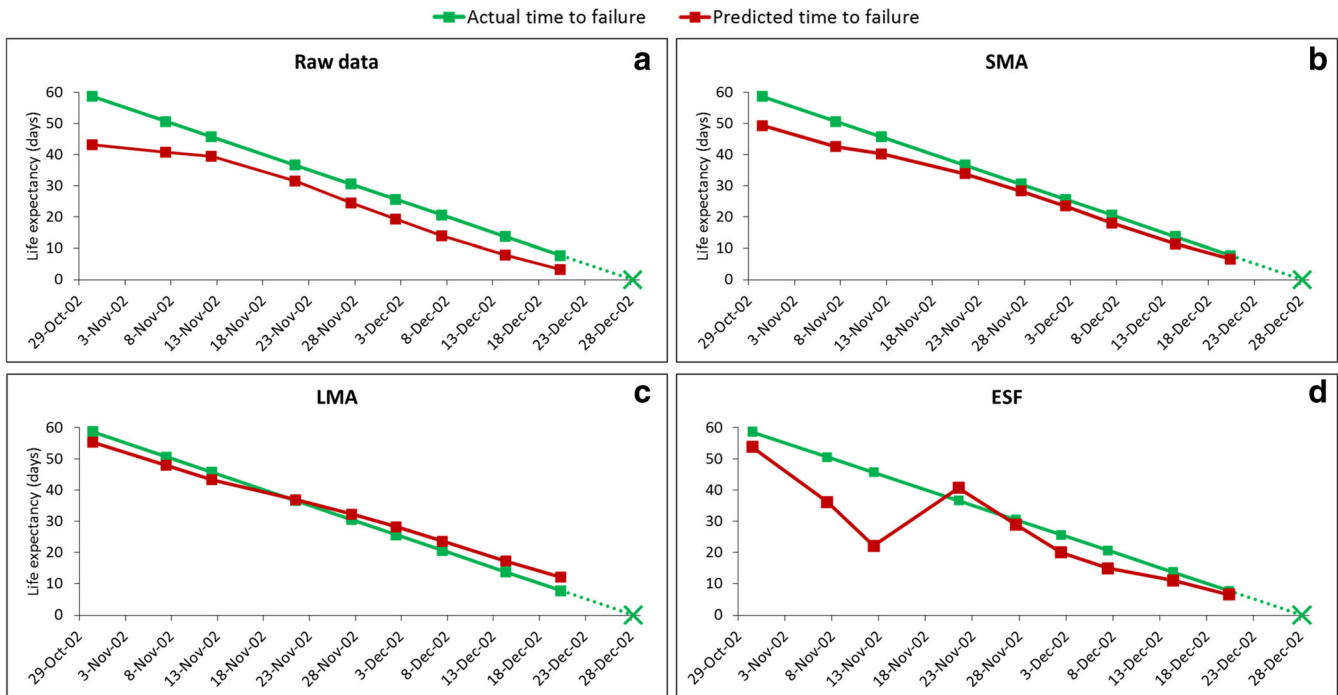 Actual time to failure Predicted time to failure
Raw data a
Life expectancy (days)
60
50
40
30
20
10
0
29-Oct-02 3-Nov-02 8-Nov-02 13-Nov-02 18-Nov-02 23-Nov-02 28-Nov-02 3-Dec-02 8-Dec-02 13-Dec-02 18-Dec-02 23-Dec-02 28-Dec-02
SMA b
Life expectancy (days)
60
50
40
30
20
10
0
29-Oct-02 3-Nov-02 8-Nov-02 13-Nov-02 18-Nov-02 23-Nov-02 28-Nov-02 3-Dec-02 8-Dec-02 13-Dec-02 18-Dec-02 23-Dec-02 28-Dec-02
LMA c
Life expectancy (days)
60
50
40
30
20
10
0
29-Oct-02 3-Nov-02 8-Nov-02 13-Nov-02 18-Nov-02 23-Nov-02 28-Nov-02 3-Dec-02 8-Dec-02 13-Dec-02 18-Dec-02 23-Dec-02 28-Dec-02
ESF d
60
50
40
30
20
10
0
29-Oct-02 3-Nov-02 8-Nov-02 13-Nov-02 18-Nov-02 23-Nov-02 28-Nov-02 3-Dec-02 8-Dec-02 13-Dec-02 18-Dec-02 23-Dec-02 28-Dec-02